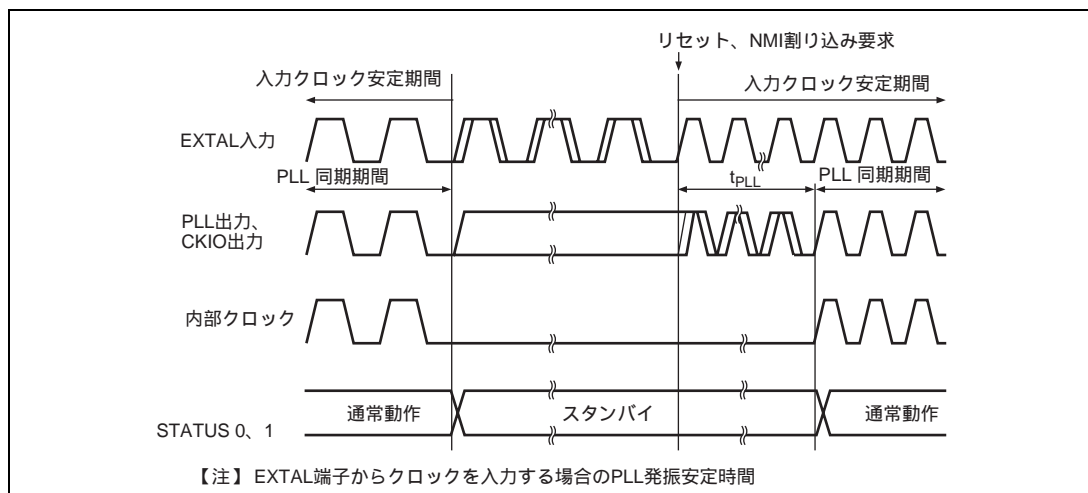 リセット、NMI割り込み要求
入力クロック安定期間
入力クロック安定期間
EXTAL入力
PLL 同期期間
tPLL
PLL 同期期間
PLL出力、
CKIO出力
内部クロック
通常動作
スタンバイ
通常動作
STATUS 0、1
【注】 EXTAL端子からクロックを入力する場合のPLL発振安定時間